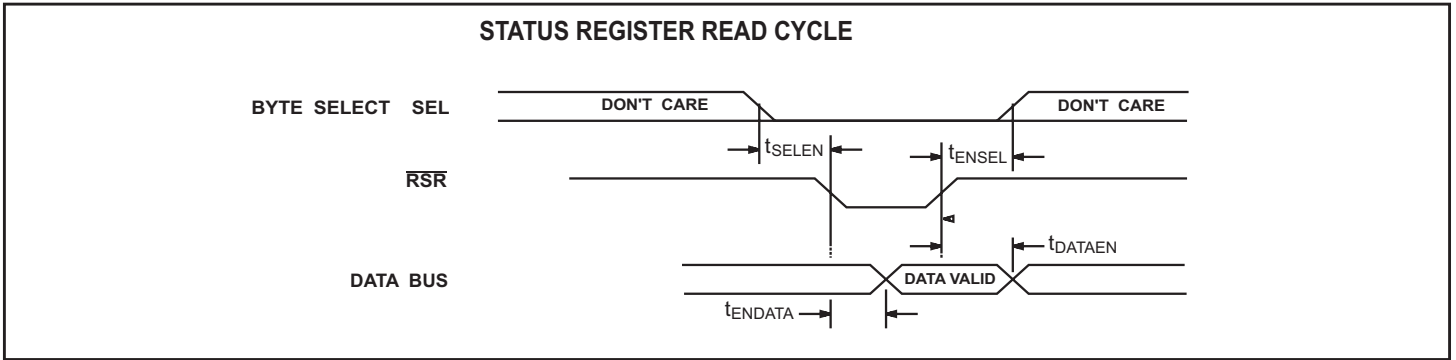 STATUS REGISTER READ CYCLE
BYTE SELECT SEL
DON'T CARE
DON'T CARE
tSELEN
tENSEL
RSR
tDATAEN
DATA BUS
DATA VALID
tENDATA